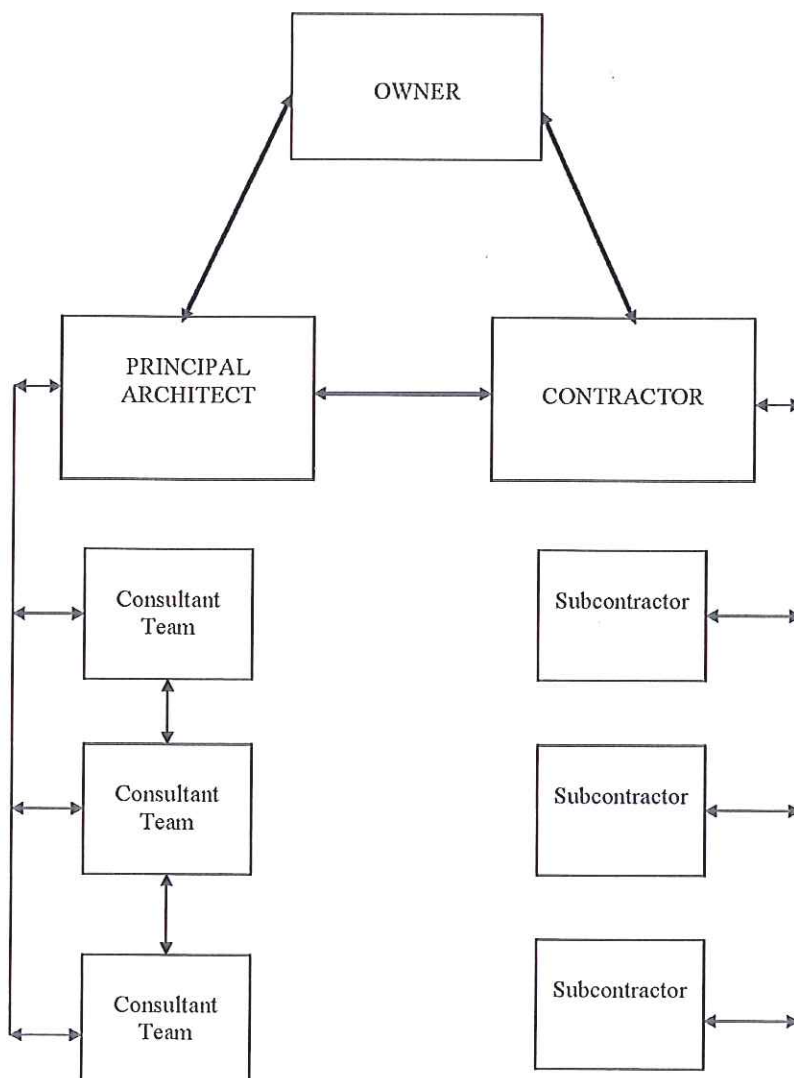 OWNER
PRINCIPAL
ARCHITECT
CONTRACTOR
Consultant
Team
Subcontractor
Consultant
Team
Subcontractor
Consultant
Team
Subcontractor